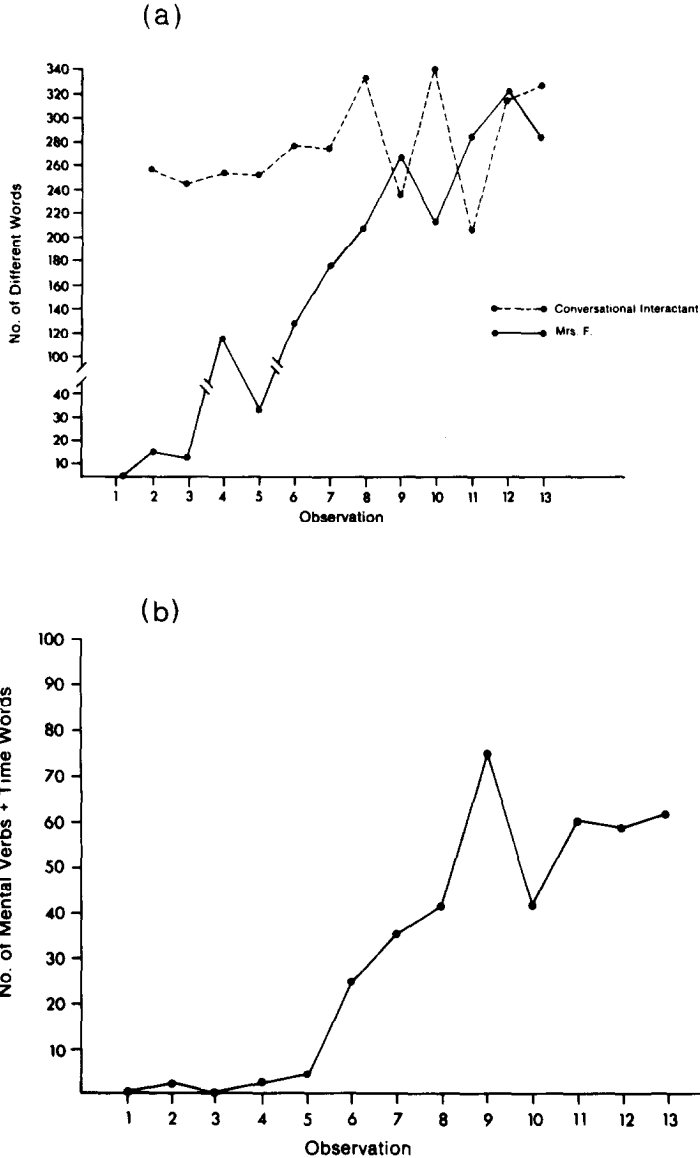 (a)
No. of Different Words
340
320
300
280
260
240
220
200
180
160
140
120
100
40
30
20
10
1 2 3 4 5 6 7 8 9 10 11 12 13
Observation
Conversational Interactant
Mrs. F.
(b)
No. of Mental Verbs + Time Words
100
90
80
70
60
50
40
30
20
10
1 2 3 4 5 6 7 8 9 10 11 12 13
Observation